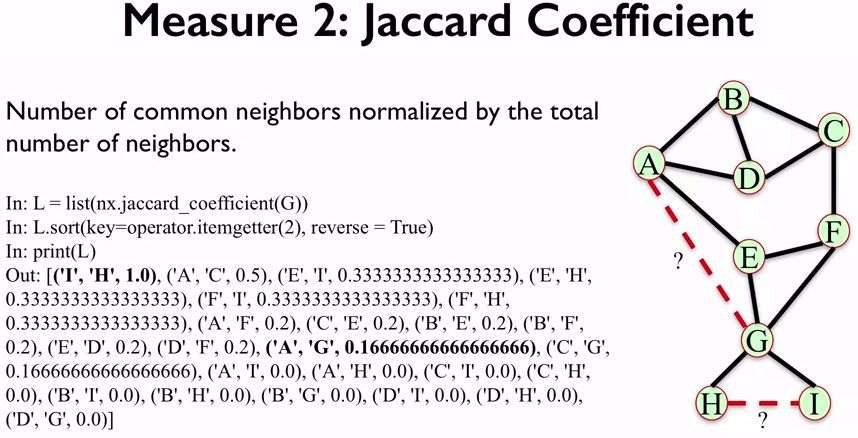 Measure 2: Jaccard Coefficient
Number of common neighbors normalized by the total
number of neighbors.
In: L = list(nx.jaccard_coefficient(G))
In: L.sort(key=operator.itemgetter(2), reverse = True)
In: print(L)
Out: [('I', 'H', 1.0), ('A', 'C', 0.5), ('E', 'I', 0.3333333333333333), ('E', 'H',
0.3333333333333333), ('F', 'I', 0.3333333333333333), ('F', 'H',
0.3333333333333333), ('A', 'F', 0.2), ('C', 'E', 0.2), ('B', 'E', 0.2), ('B', 'F',
0.2), ('E', 'D', 0.2), ('D', 'F', 0.2), ('A', 'G', 0.16666666666666666), ('C', 'G',
0.16666666666666666), ('A', 'I', 0.0), ('A', 'H', 0.0), ('C', 'I', 0.0), ('C', 'H',
0.0), ('B', 'I', 0.0), ('B', 'H', 0.0), ('B', 'G', 0.0), ('D', 'I', 0.0), ('D', 'H', 0.0),
('D', 'G', 0.0)]
B
C
A
D
F
E
?
G
H
I
?